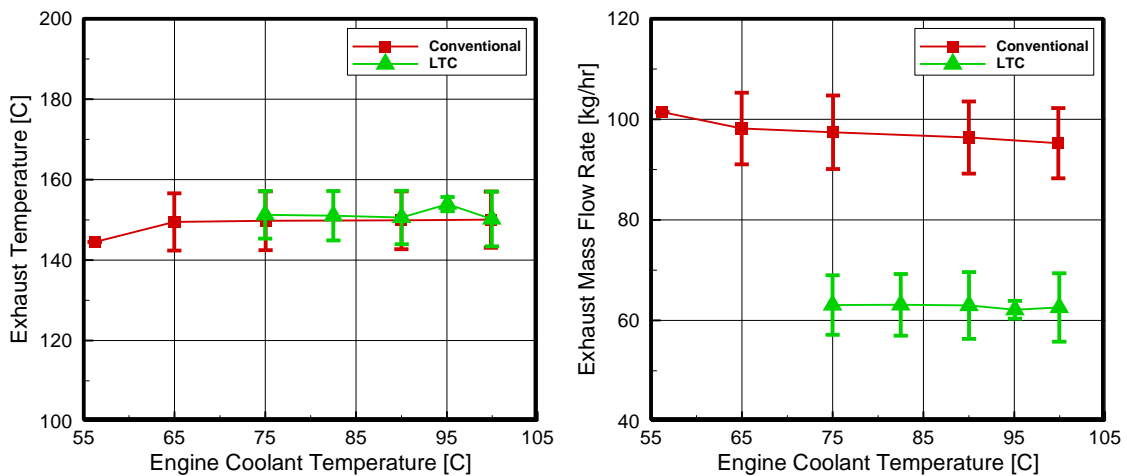 200
180
160
140
120
100
Exhaust Temperature [C]
Conventional
LTC
55 65 75 85 95 105
Engine Coolant Temperature [C]
120
100
80
60
40
Exhaust Mass Flow Rate [kg/hr]
Conventional
LTC
55 65 75 85 95 105
Engine Coolant Temperature [C]